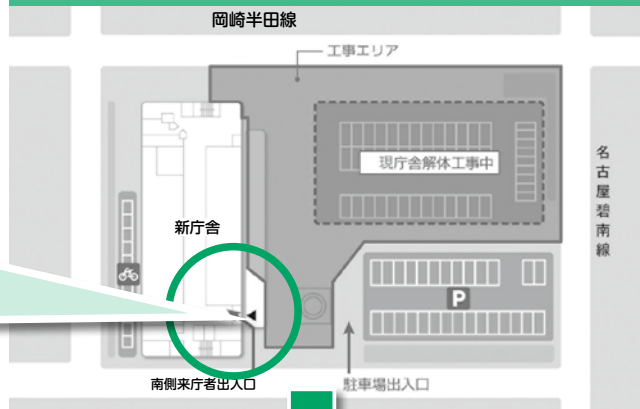 岡崎半田線
工事エリア
現庁舎解体工事中
名古屋碧南線
新庁舎
P
南側来庁者出入口
駐車場出入口